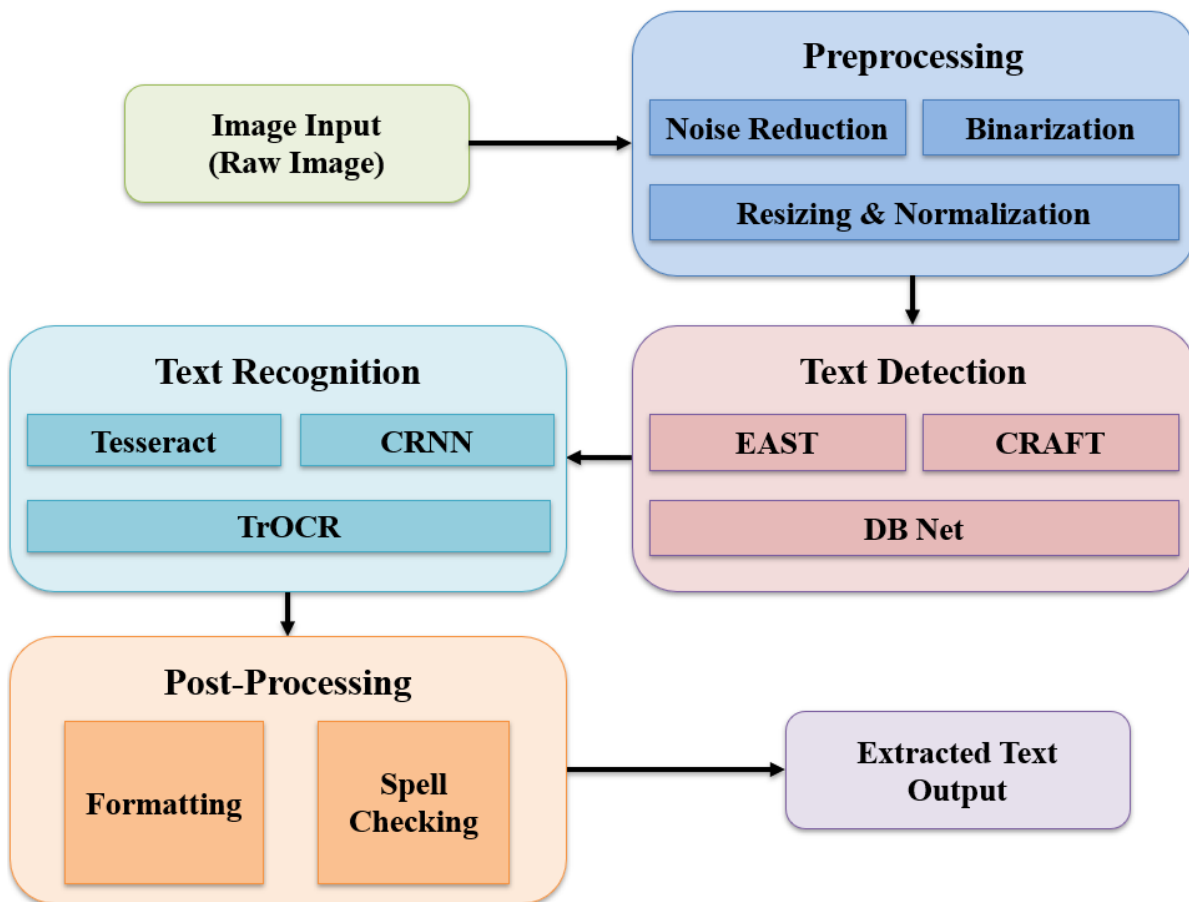 Image Input
(Raw Image)
Preprocessing
Noise Reduction
Binarization
Resizing & Normalization
Text Detection
EAST
CRAFT
DB Net
Text Recognition
Tesseract
CRNN
TrOCR
Post-Processing
Formatting
Spell
Checking
Extracted Text
Output